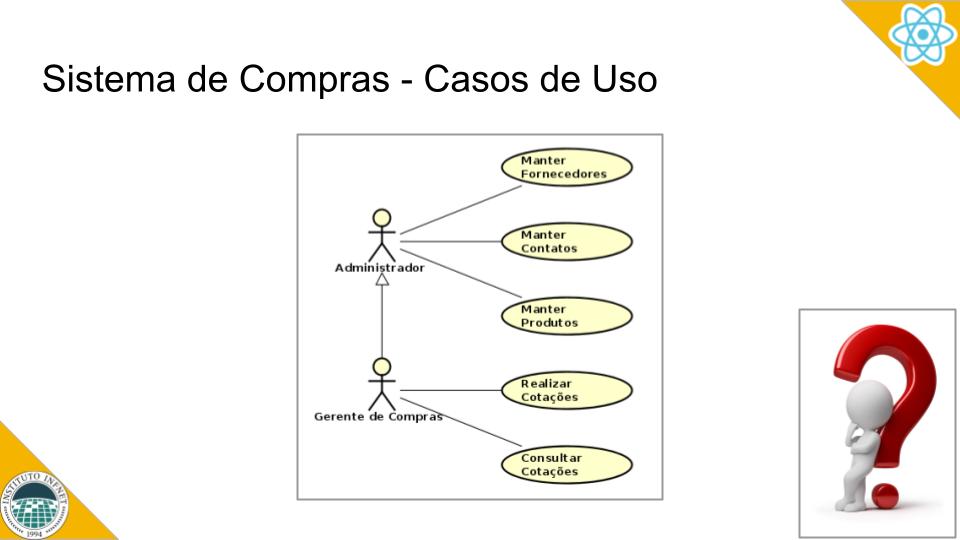 Sistema de Compras - Casos de Uso
Manter
Fornecedores
Manter
Contatos
Administrador
Manter
Produtos
Realizar
Cotações
Gerente de Compras
Consultar
Cotações
INSTITUTO INFNET
1994